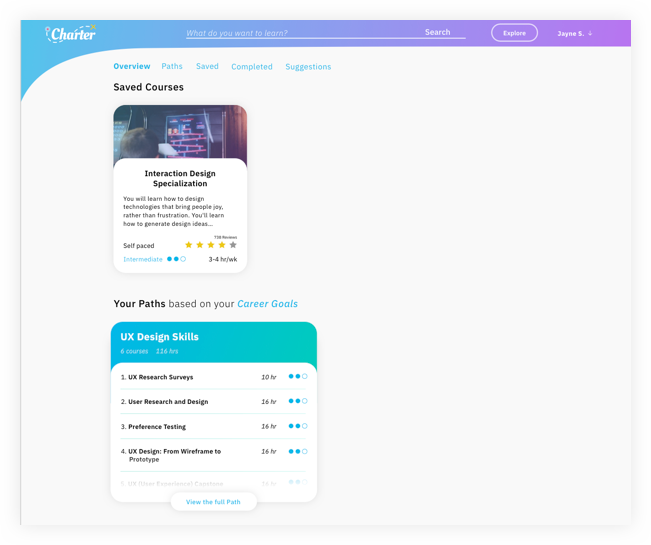 Charter
What do you want to learn?
Search
Explore
Jayne S. ↓
Overview Paths Saved Completed Suggestions
Saved Courses
Interaction Design
Specialization
You will learn how to design
technologies that bring people joy,
rather than frustration. You'll learn
how to generate design ideas...
738 Reviews
Self paced
Intermediate 3-4 hr/wk
Your Paths based on your Career Goals
UX Design Skills
6 courses 116 hrs
1. UX Research Surveys 10 hr
2. User Research and Design 16 hr
3. Preference Testing 16 hr
4. UX Design: From Wireframe to 16 hr
Prototype
5. UX (User Experience) Capstone 16 hr
View the full Path